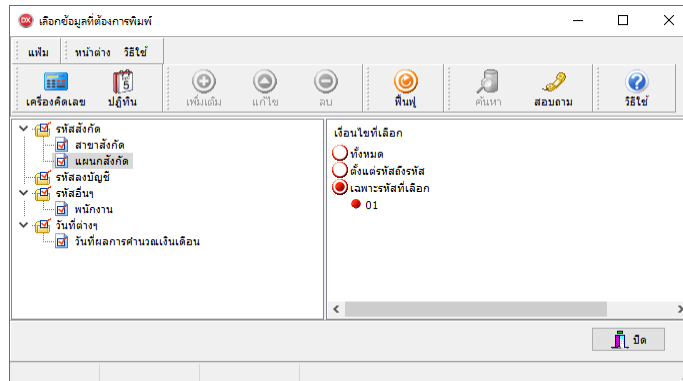 DX เลือกข้อมูลที่ต้องการพิมพ์
แฟ้ม หน้าต่าง วิธีใช้
5
เครื่องคิดเลข ปฏิทิน เพิ่มเติม แก้ไข ลบ ฟื้นฟู ค้นหา สอบถาม วิธีใช้
รหัสสังกัด
สาขาสังกัด
แผนกสังกัด
รหัสลงบัญชี
รหัสอื่นๆ
พนักงาน
วันที่ต่างๆ
วันที่ผลการคำนวณเงินเดือน
เงื่อนไขที่เลือก
ทั้งหมด
ตั้งแต่รหัสถึงรหัส
เฉพาะรหัสที่เลือก
01
ปิด